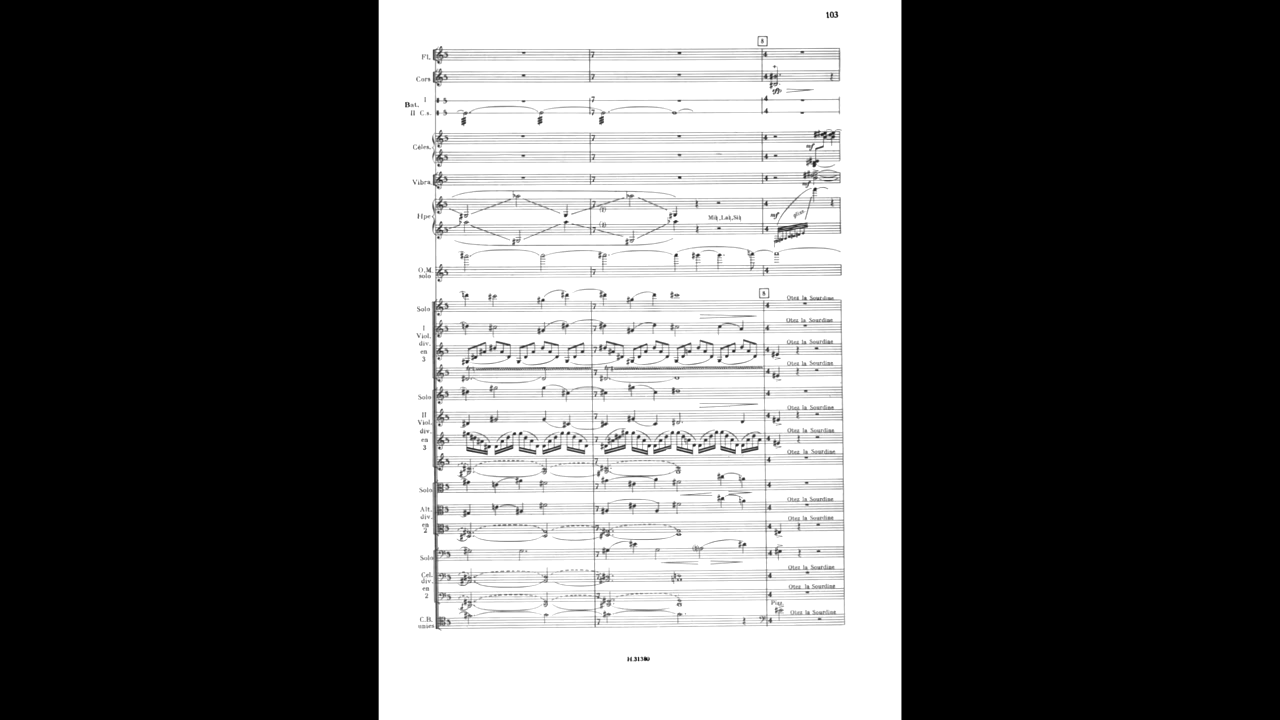 103
8
Fl.
Cors
I
Bat.
II C.s.
Céles.
mf
Vibra.
mf
Hpe
Mi♮, La♮, Si♮
mf
gliss.
O.M.
solo
8
Solo
Otez la Sourdine
I
Viol.
div.
en
3
Otez la Sourdine
Otez la Sourdine
Otez la Sourdine
Solo
Otez la Sourdine
II
Viol.
div.
en
3
Otez la Sourdine
Otez la Sourdine
Otez la Sourdine
Solo
Otez la Sourdine
Alt.
div.
en
2
Otez la Sourdine
Otez la Sourdine
Solo
Cel.
div.
en
2
Otez la Sourdine
Otez la Sourdine
Pizz.
C.B.
unies
Otez la Sourdine
H.31380